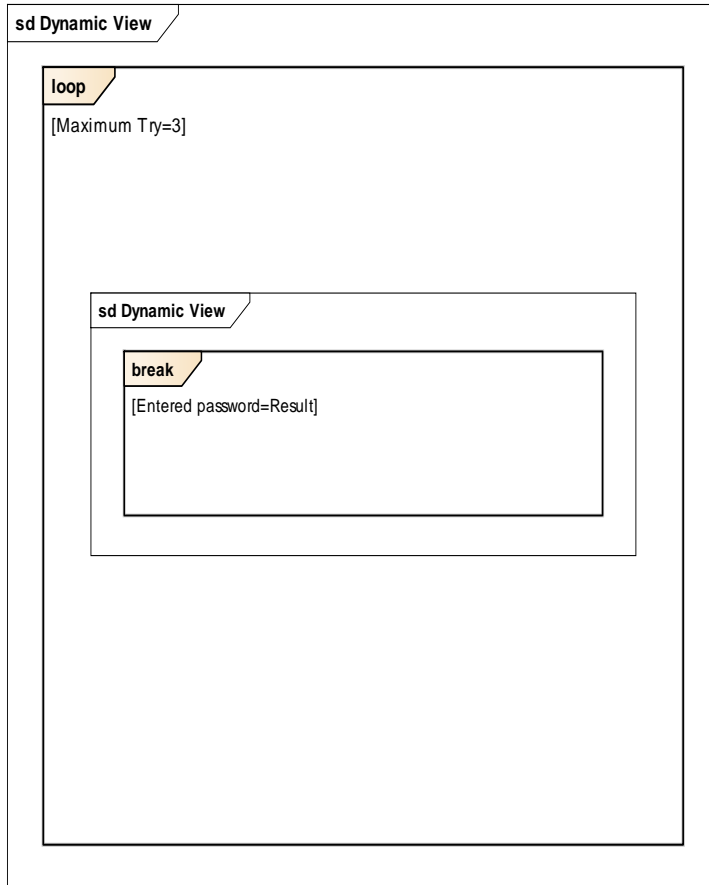 sd Dynamic View
loop
[Maximum Try=3]
sd Dynamic View
break
[Entered password=Result]